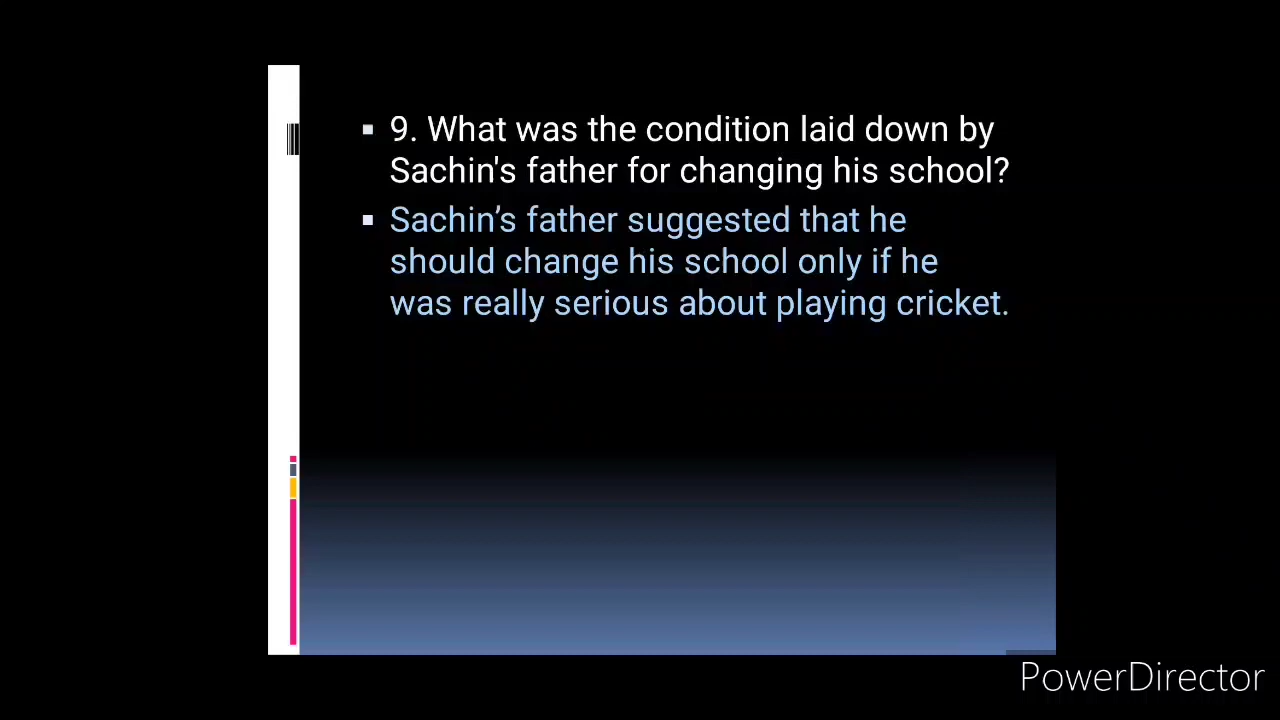 9. What was the condition laid down by
Sachin's father for changing his school?
Sachin’s father suggested that he
should change his school only if he
was really serious about playing cricket.
PowerDirector